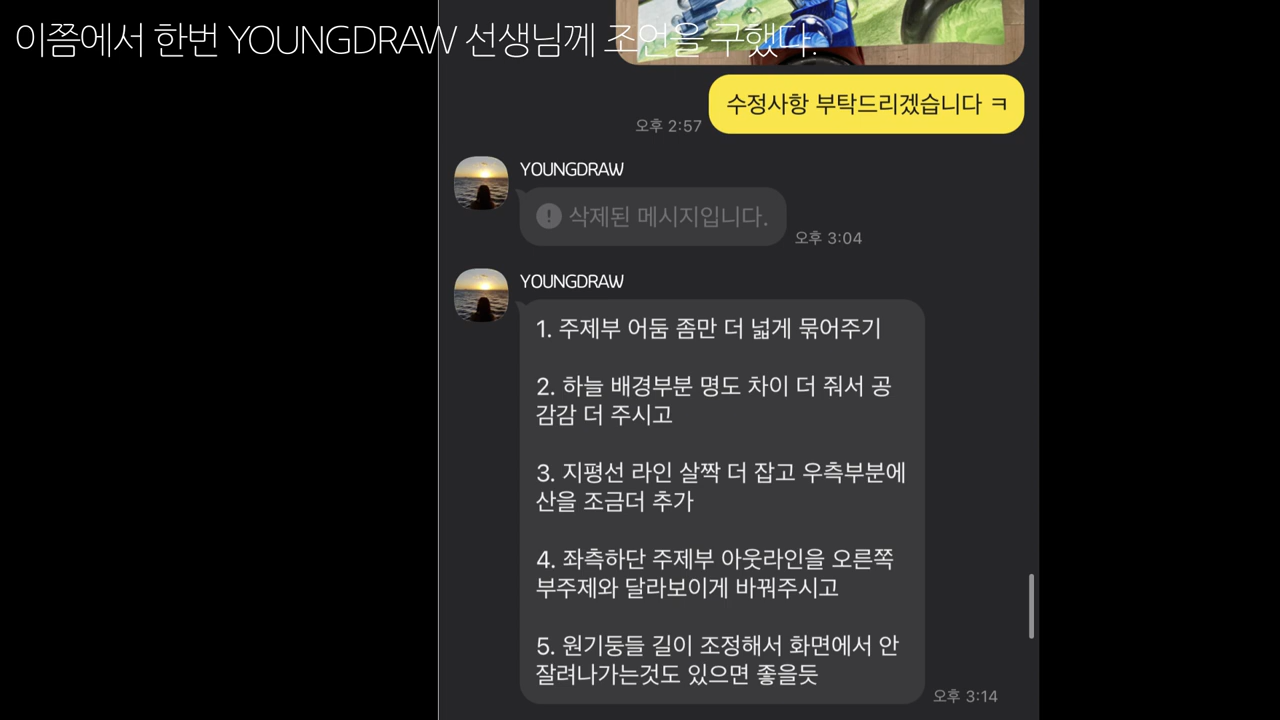 이쯤에서 한번 YOUNGDRAW 선생님께 조언을 구했다.
수정사항 부탁드리겠습니다 ㅋ
오후 2:57
YOUNGDRAW
삭제된 메시지입니다.
오후 3:04
YOUNGDRAW
1. 주제부 어둠 좀만 더 넓게 묶어주기
2. 하늘 배경부분 명도 차이 더 줘서 공
감감 더 주시고
3. 지평선 라인 살짝 더 잡고 우측부분에
산을 조금더 추가
4. 좌측하단 주제부 아웃라인을 오른쪽
부주제와 달라보이게 바꿔주시고
5. 원기둥들 길이 조정해서 화면에서 안
잘려나가는것도 있으면 좋을듯
오후 3:14